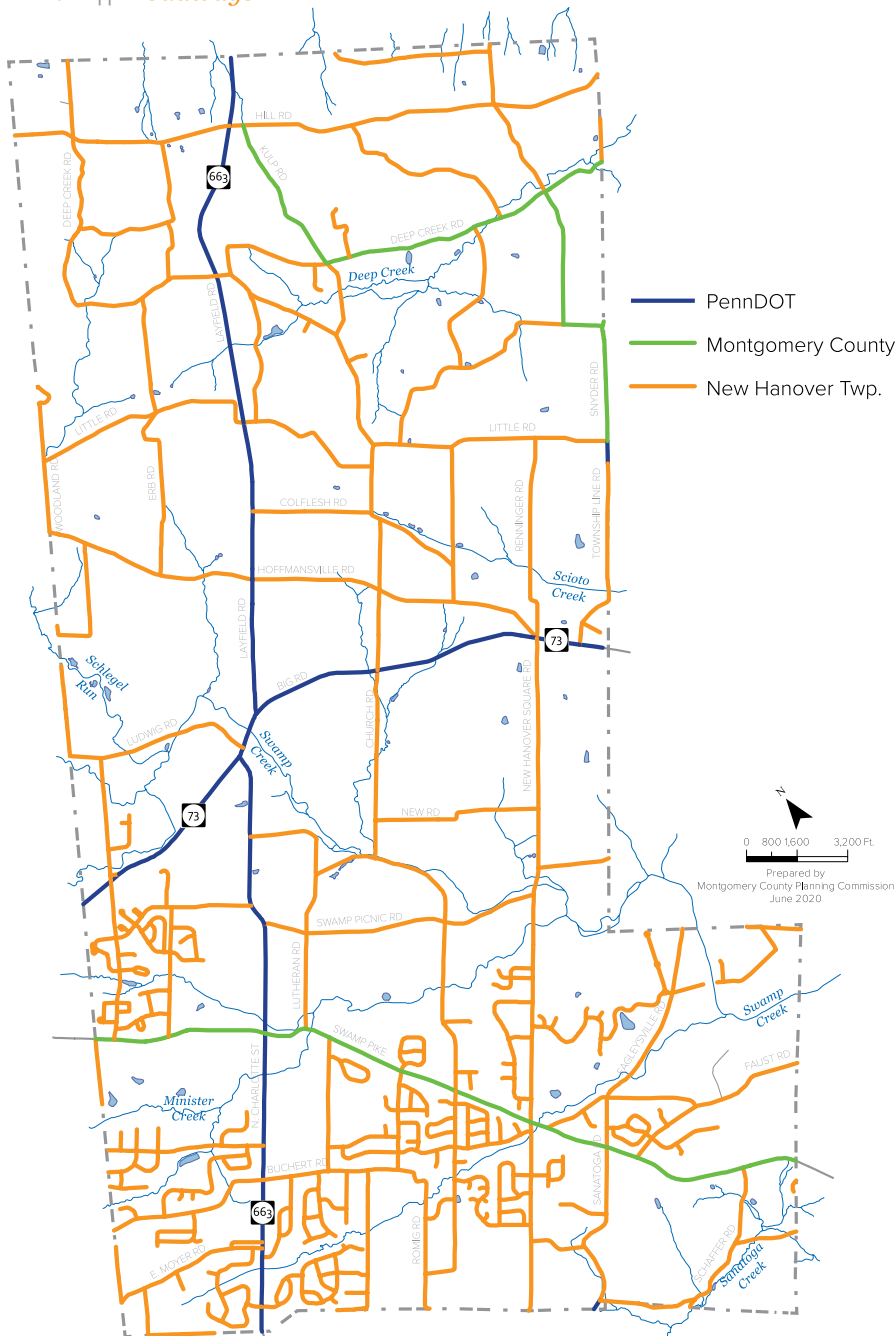 HILL RD
KULP RD
663
DEEP CREEK RD
DEEP CREEK RD
Deep Creek
LAYFIELD RD
PennDOT
Montgomery County
New Hanover Twp.
SNYDER RD
LITTLE RD
LITTLE RD
WOODLAND RD
ERB RD
COLFLESH RD
RENNINGER RD
TOWNSHIP LINE RD
HOFFMANSVILLE RD
Scioto
Creek
LAYFIELD RD
73
Schlegel
Run
BIG RD
CHURCH RD
NEW HANOVER SQUARE RD
LUDWIG RD
Swamp
Creek
73
NEW RD
N
0 800 1,600 3,200 Ft.
Prepared by
Montgomery County Planning Commission
June 2020
SWAMP PICNIC RD
LUTHERAN RD
Swamp
Creek
EAGLEYSVILLE RD
SWAMP PIKE
FAUST RD
N. CHARLOTTE ST
Minister
Creek
BUCHERT RD
SANATOGA RD
663
ROMIG RD
E. MOYER RD
SCHAFFER RD
Sanatoga
Creek